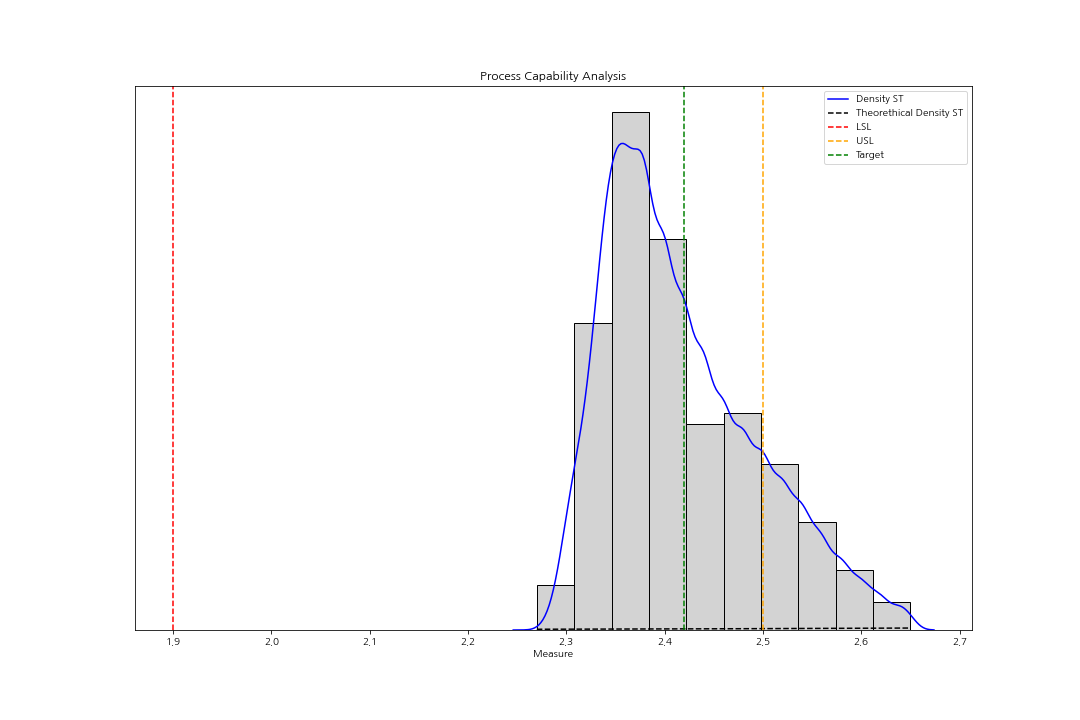 Process Capability Analysis
Density ST
Theorethical Density ST
LSL
USL
Target
1,9 2,0 2,1 2,2 2,3 2,4 2,5 2,6 2,7
Measure